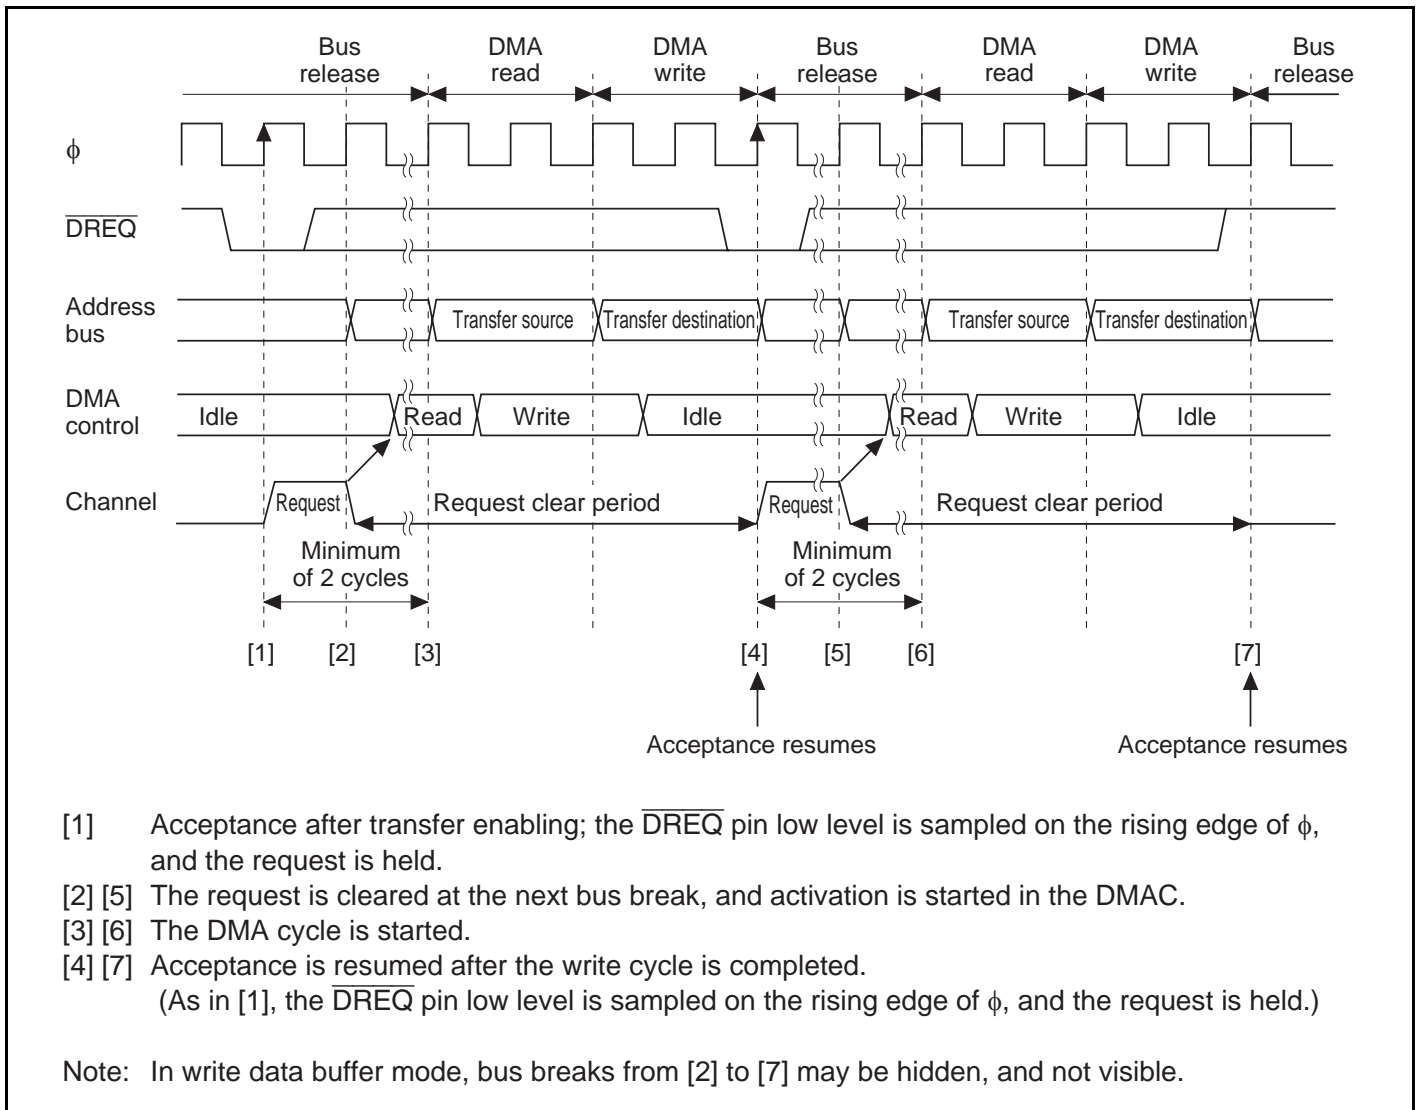 Bus release DMA read DMA write Bus release DMA read DMA write Bus release
ϕ
DREQ
Address bus
Transfer source Transfer destination Transfer source Transfer destination
DMA control
Idle Read Write Idle Read Write Idle
Channel
Request Request clear period Request Request clear period
Minimum of 2 cycles Minimum of 2 cycles
[1] [2] [3] [4] [5] [6] [7]
Acceptance resumes Acceptance resumes
[1] Acceptance after transfer enabling; the DREQ pin low level is sampled on the rising edge of ϕ,
and the request is held.
[2] [5] The request is cleared at the next bus break, and activation is started in the DMAC.
[3] [6] The DMA cycle is started.
[4] [7] Acceptance is resumed after the write cycle is completed.
(As in [1], the DREQ pin low level is sampled on the rising edge of ϕ, and the request is held.)
Note: In write data buffer mode, bus breaks from [2] to [7] may be hidden, and not visible.